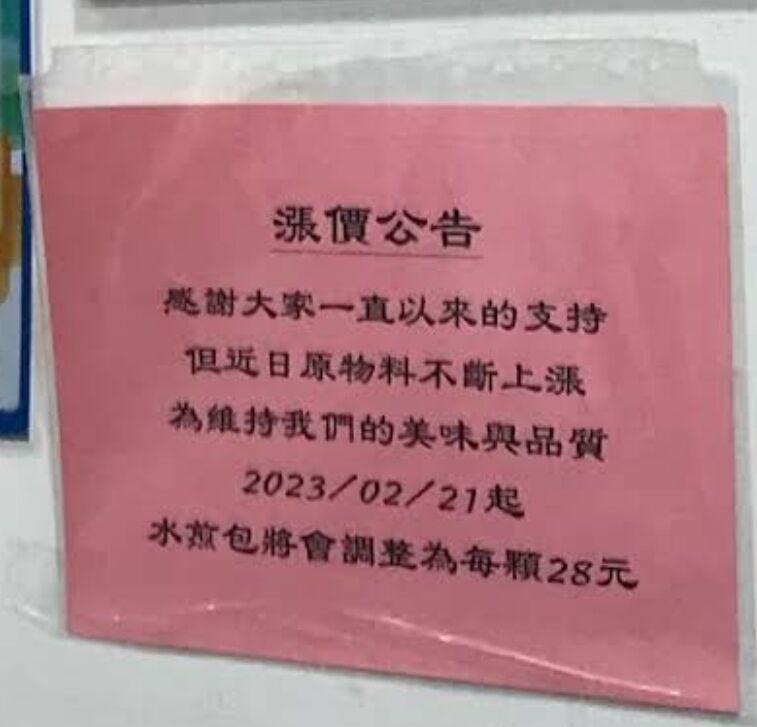 漲價公告
感謝大家一直以來的支持
但近日原物料不斷上漲
為維持我們的美味與品質
2023/02/21起
水煎包將會調整為每顆28元